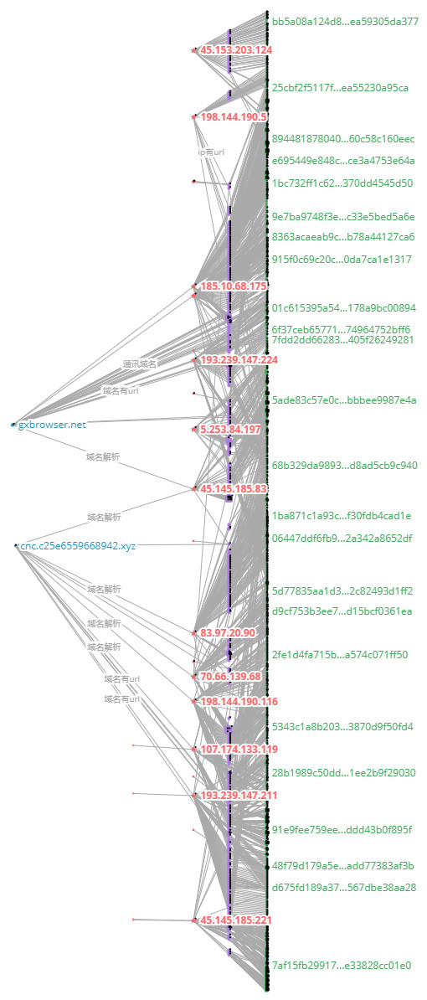 bb5a08a124d8...ea59305da377
45.153.203.124
25cbf2f5117f...ea55230a95ca
198.144.190.5
894481878040...60c58c160eec
ip有url
e695449e848c...ce3a4753e64a
1bc732ff1c62...370dd4545d50
9e7ba9748f3e...c33e5bed5a6e
8363acaeab9c...b78a44127ca6
915f0c69c20c...0da7ca1e1317
185.10.68.175
01c615395a54...178a9bc00894
6f37ceb65771...74964752bff6
7fdd2dd66283...405f26249281
193.239.147.224
通讯域名
域名有url
5ade83c57e0c...bbbee9987e4a
gxbrowser.net
5.253.84.197
域名解析
68b329da9893...d8ad5cb9c940
45.145.185.83
域名解析
1ba871c1a93c...f30fdb4cad1e
06447ddf6fb9...2a342a8652df
cnc.c25e6559668942.xyz
域名解析
5d77835aa1d3...2c82493d1ff2
d9cf753b3ee7...d15bcf0361ea
域名解析
83.97.20.90
域名解析
2fe1d4fa715b...a574c071ff50
70.66.139.68
域名有url
域名有url
198.144.190.116
5343c1a8b203...3870d9f50fd4
107.174.133.119
28b1989c50dd...1ee2b9f29030
193.239.147.211
91e9fee759ee...ddd43b0f895f
48f79d179a5e...add77383af3b
d675fd189a37...567dbe38aa28
45.145.185.221
7af15fb29917...e33828cc01e0